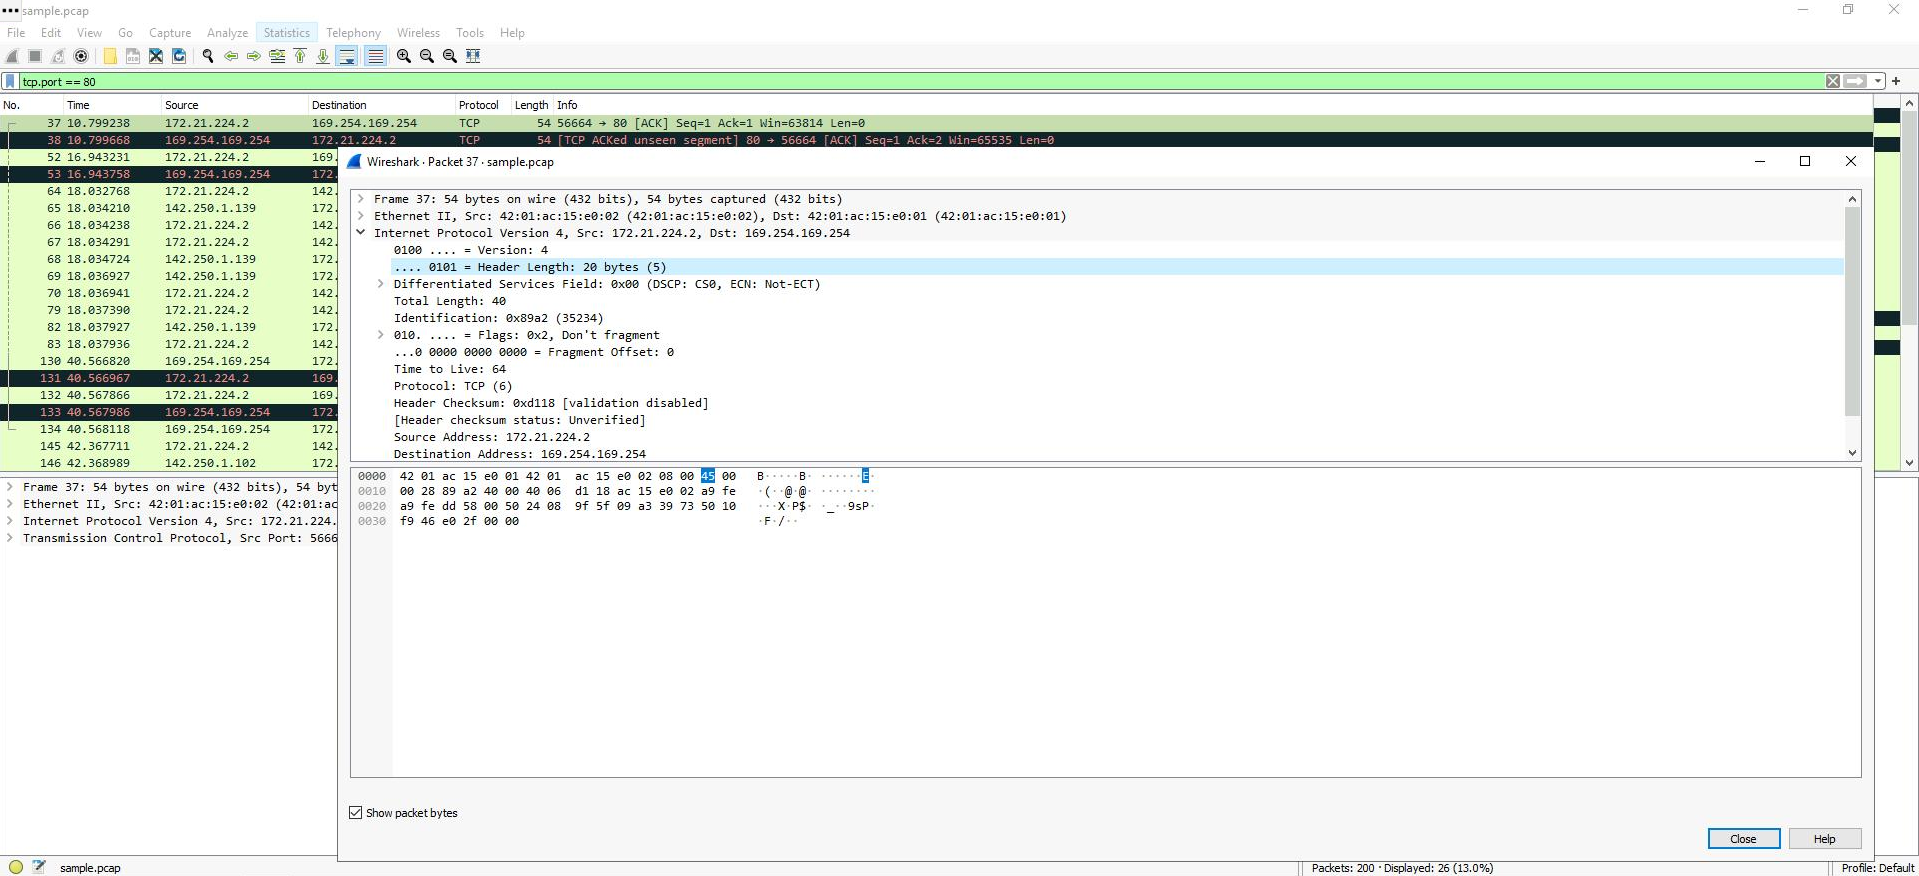 sample.pcap
File Edit View Go Capture Analyze Statistics Telephony Wireless Tools Help
tcp.port == 80
No. Time Source Destination Protocol Length Info
37 10.799238 172.21.224.2 169.254.169.254 TCP 54 56664 → 80 [ACK] Seq=1 Ack=1 Win=63814 Len=0
38 10.799668 169.254.169.254 172.21.224.2 TCP 54 [TCP ACKed unseen segment] 80 → 56664 [ACK] Seq=1 Ack=2 Win=65535 Len=0
52 16.943231 172.21.224.2 169.
53 16.943758 169.254.169.254 172.
64 18.032768 172.21.224.2 142.
65 18.034210 142.250.1.139 172.
66 18.034238 172.21.224.2 142.
67 18.034291 172.21.224.2 142.
68 18.034724 142.250.1.139 172.
69 18.036927 142.250.1.139 172.
70 18.036941 172.21.224.2 142.
79 18.037390 172.21.224.2 142.
82 18.037927 142.250.1.139 172.
83 18.037936 172.21.224.2 142.
130 40.566820 169.254.169.254 172.
131 40.566967 172.21.224.2 169.
132 40.567866 172.21.224.2 169.
133 40.567986 169.254.169.254 172.
134 40.568118 169.254.169.254 172.
145 42.367711 172.21.224.2 142.
146 42.368989 142.250.1.102 172.
Frame 37: 54 bytes on wire (432 bits), 54 byt
Ethernet II, Src: 42:01:ac:15:e0:02 (42:01:ac
Internet Protocol Version 4, Src: 172.21.224.
Transmission Control Protocol, Src Port: 5666
Wireshark · Packet 37 · sample.pcap
Frame 37: 54 bytes on wire (432 bits), 54 bytes captured (432 bits)
Ethernet II, Src: 42:01:ac:15:e0:02 (42:01:ac:15:e0:02), Dst: 42:01:ac:15:e0:01 (42:01:ac:15:e0:01)
Internet Protocol Version 4, Src: 172.21.224.2, Dst: 169.254.169.254
0100 .... = Version: 4
.... 0101 = Header Length: 20 bytes (5)
Differentiated Services Field: 0x00 (DSCP: CS0, ECN: Not-ECT)
Total Length: 40
Identification: 0x89a2 (35234)
010. .... = Flags: 0x2, Don't fragment
...0 0000 0000 0000 = Fragment Offset: 0
Time to Live: 64
Protocol: TCP (6)
Header Checksum: 0xd118 [validation disabled]
[Header checksum status: Unverified]
Source Address: 172.21.224.2
Destination Address: 169.254.169.254
0000 42 01 ac 15 e0 01 42 01 ac 15 e0 02 08 00 45 00 B·····B· ······E·
0010 00 28 89 a2 40 00 40 06 d1 18 ac 15 e0 02 a9 fe ·(··@·@· ········
0020 a9 fe dd 58 00 50 24 08 9f 5f 09 a3 39 73 50 10 ···X·P$· ·_··9sP·
0030 f9 46 e0 2f 00 00 ·F·/··
Show packet bytes
Close Help
sample.pcap Packets: 200 · Displayed: 26 (13.0%) Profile: Default